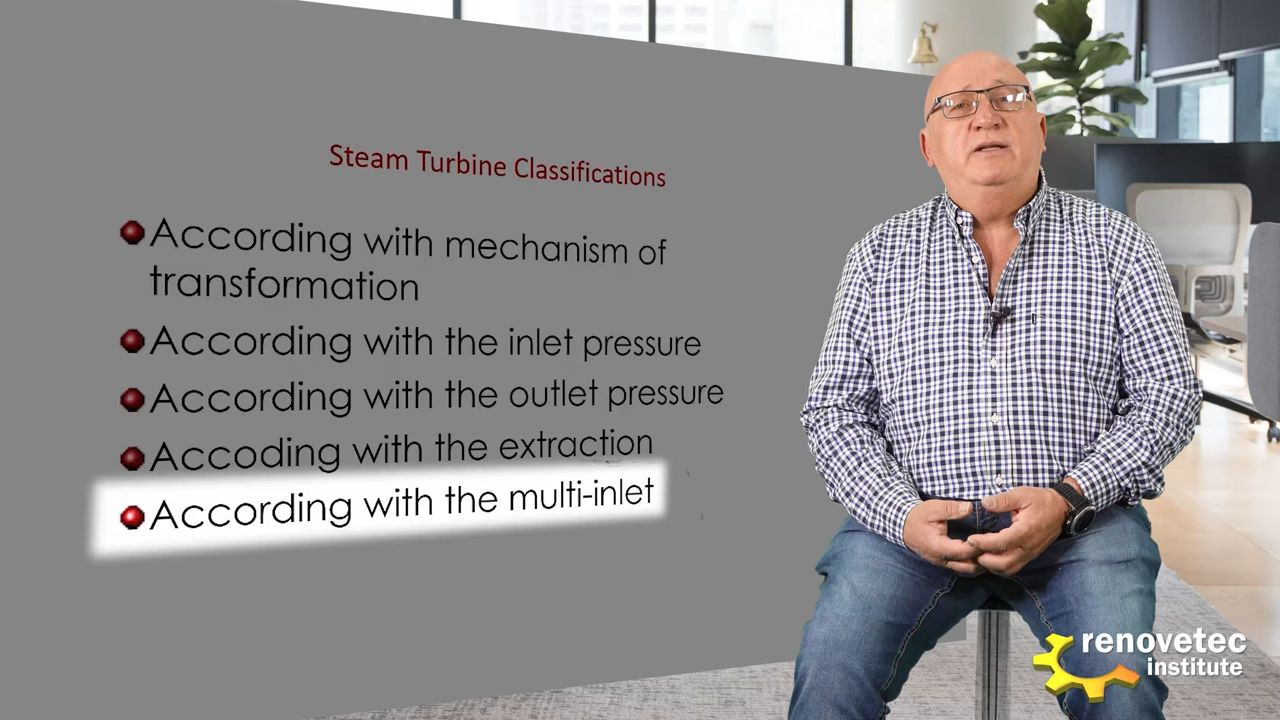 Steam Turbine Classifications
According with mechanism of
transformation
According with the inlet pressure
According with the outlet pressure
Accoding with the extraction
According with the multi-inlet
renovetec
institute